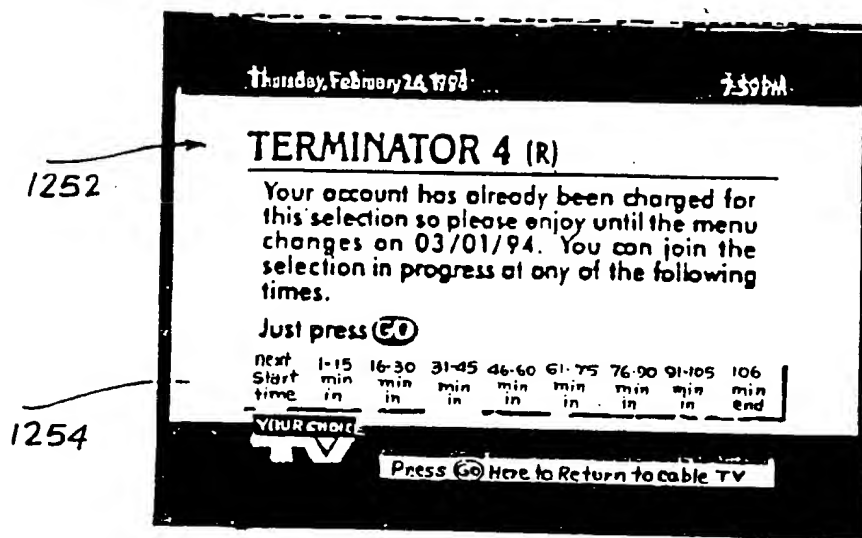 Thursday, February 24, 1994
7:59PM
TERMINATOR 4 (R)
1252
Your account has already been charged for
this selection so please enjoy until the menu
changes on 03/01/94. You can join the
selection in progress at any of the following
times.
Just press GO
next start time
1-15 min in
16-30 min in
31-45 min in
46-60 min in
61-75 min in
76-90 min in
91-105 min in
106 min end
1254
YOUR CHOICE
TV
Press GO Here to Return to cable TV